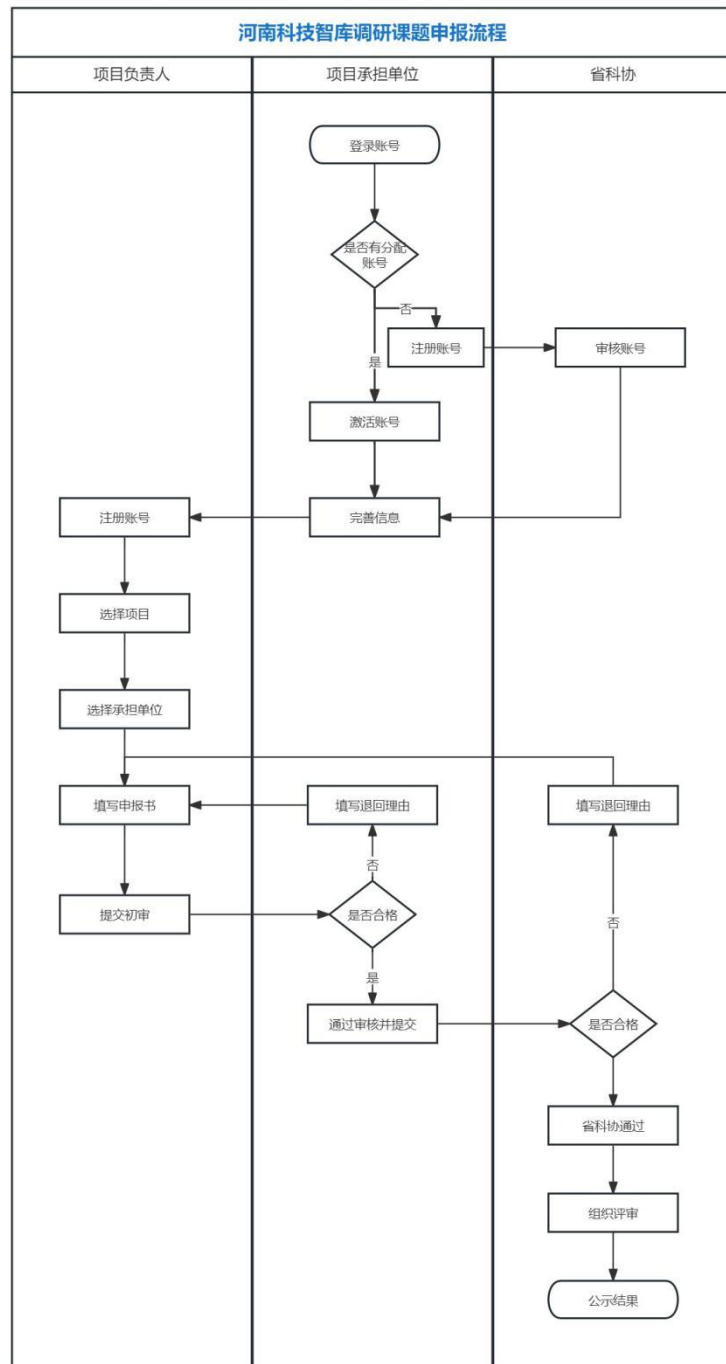 河南科技智库调研课题申报流程
项目负责人
项目承担单位
省科协
登录账号
是否有分配
账号
否
注册账号
审核账号
是
激活账号
注册账号
完善信息
选择项目
选择承担单位
填写申报书
填写退回理由
填写退回理由
否
提交初审
是否合格
否
是
通过审核并提交
是否合格
省科协通过
组织评审
公示结果